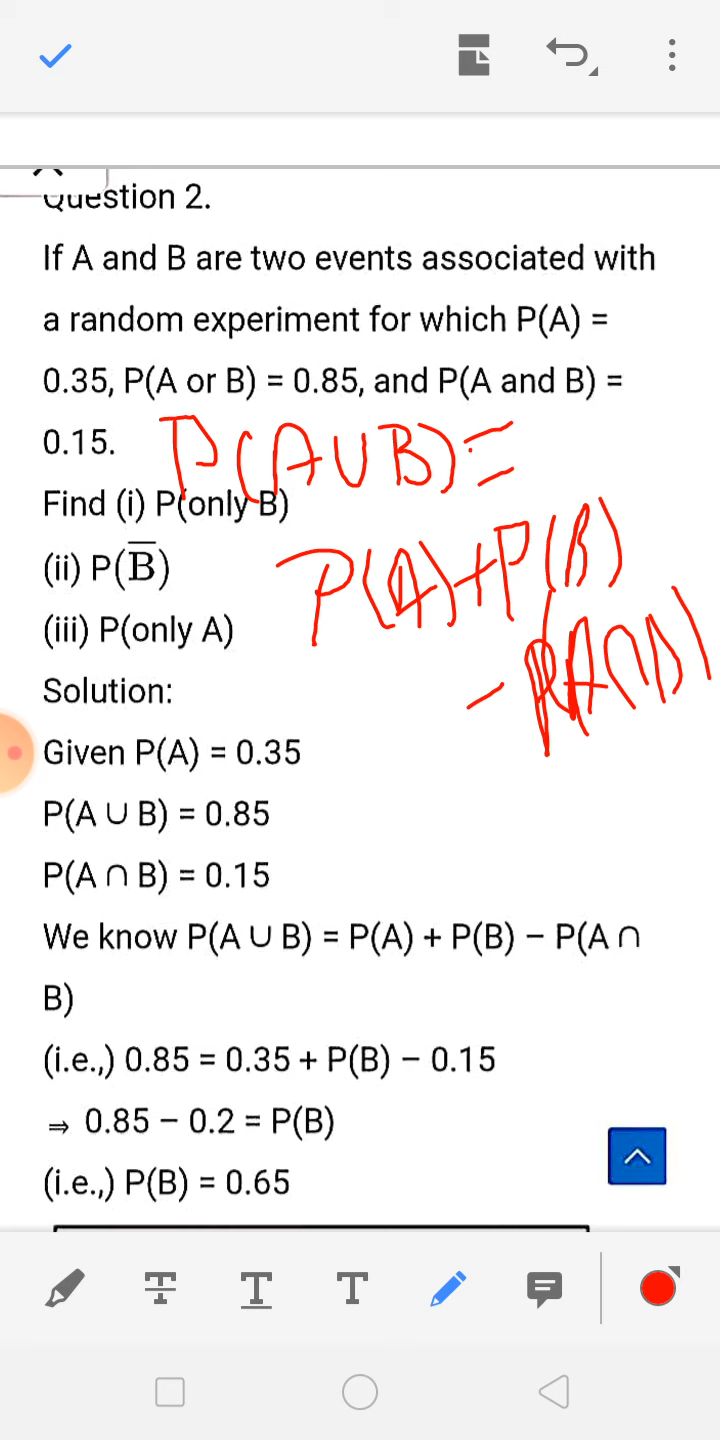 Question 2.
If A and B are two events associated with
a random experiment for which P(A) =
0.35, P(A or B) = 0.85, and P(A and B) =
0.15.
P(A∪B) =
Find (i) P(only B)
(ii) P(B̅)
P(A)+P(B)
(iii) P(only A)
Solution:
Given P(A) = 0.35
P(A ∪ B) = 0.85
P(A ∩ B) = 0.15
We know P(A ∪ B) = P(A) + P(B) − P(A ∩
B)
(i.e.,) 0.85 = 0.35 + P(B) − 0.15
⇒ 0.85 − 0.2 = P(B)
(i.e.,) P(B) = 0.65
T T T